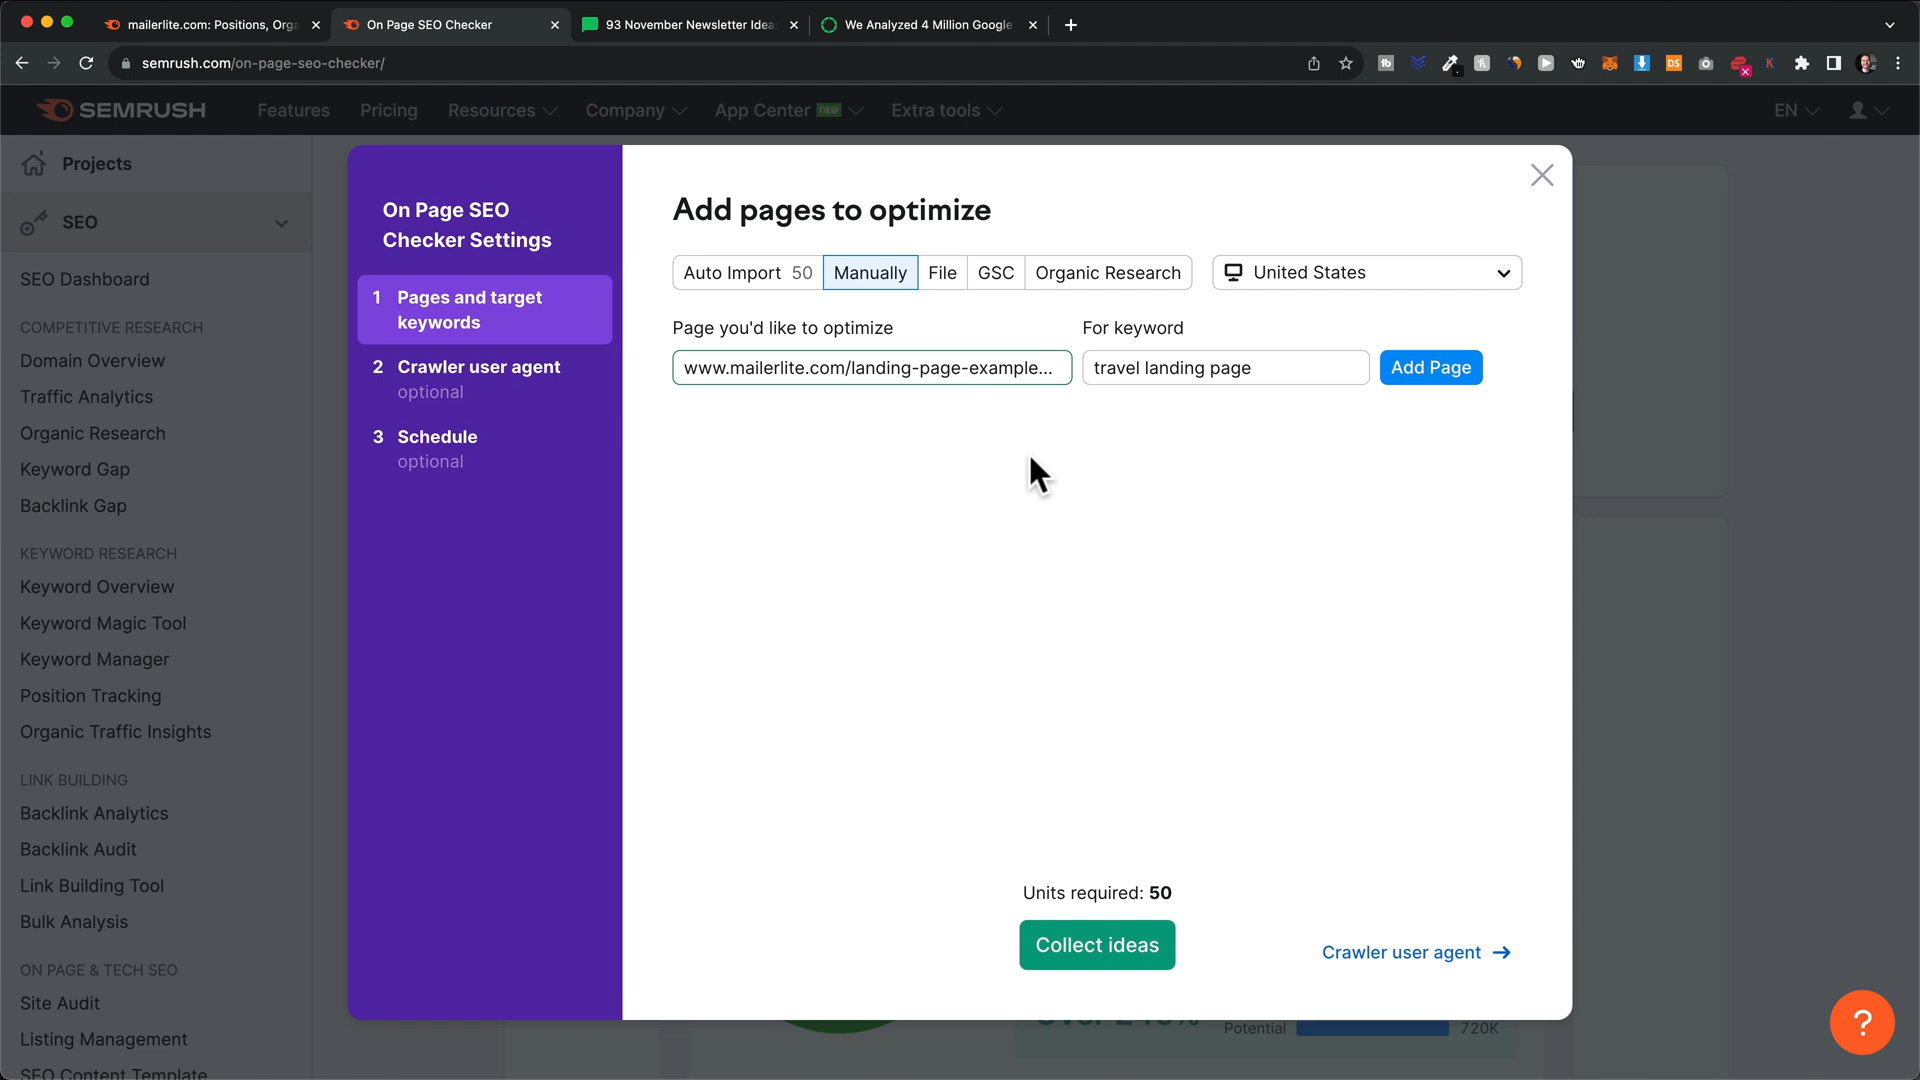 mailerlite.com: Positions, Orga
On Page SEO Checker
93 November Newsletter Idea
We Analyzed 4 Million Google
semrush.com/on-page-seo-checker/
SEMRUSH
Features
Pricing
Resources
Company
App Center new
Extra tools
EN
Projects
SEO
SEO Dashboard
COMPETITIVE RESEARCH
Domain Overview
Traffic Analytics
Organic Research
Keyword Gap
Backlink Gap
KEYWORD RESEARCH
Keyword Overview
Keyword Magic Tool
Keyword Manager
Position Tracking
Organic Traffic Insights
LINK BUILDING
Backlink Analytics
Backlink Audit
Link Building Tool
Bulk Analysis
ON PAGE & TECH SEO
Site Audit
Listing Management
SEO Content Template
On Page SEO
Checker Settings
1 Pages and target
keywords
2 Crawler user agent
optional
3 Schedule
optional
Add pages to optimize
Auto Import 50
Manually
File
GSC
Organic Research
United States
Page you'd like to optimize
For keyword
www.mailerlite.com/landing-page-example...
travel landing page
Add Page
Units required: 50
Collect ideas
Crawler user agent →
Potential
720K
?